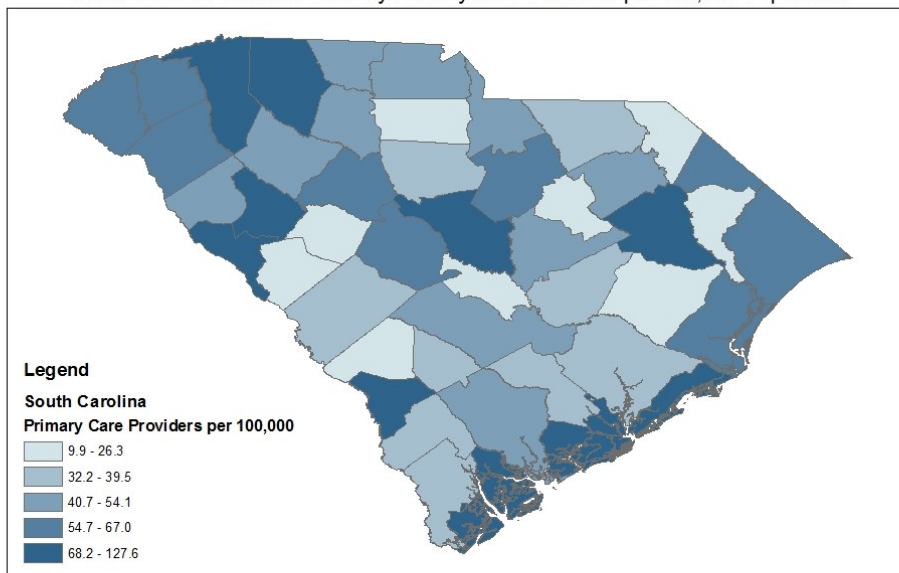 Legend
South Carolina
Primary Care Providers per 100,000
9.9 - 26.3
32.2 - 39.5
40.7 - 54.1
54.7 - 67.0
68.2 - 127.6